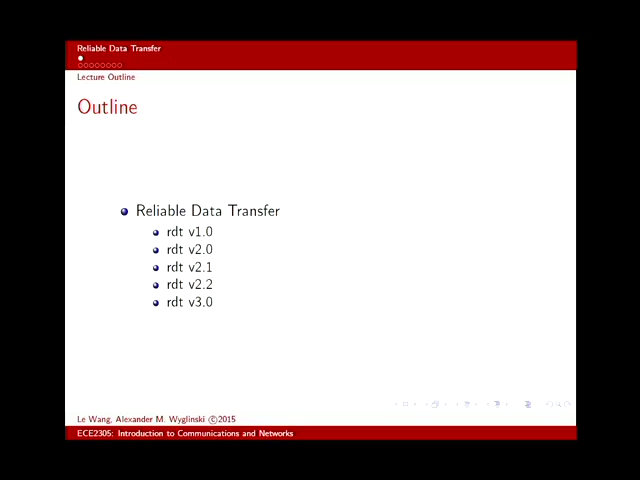 Reliable Data Transfer
Lecture Outline
Outline
Reliable Data Transfer
rdt v1.0
rdt v2.0
rdt v2.1
rdt v2.2
rdt v3.0
Le Wang, Alexander M. Wyglinski ©2015
ECE2305: Introduction to Communications and Networks